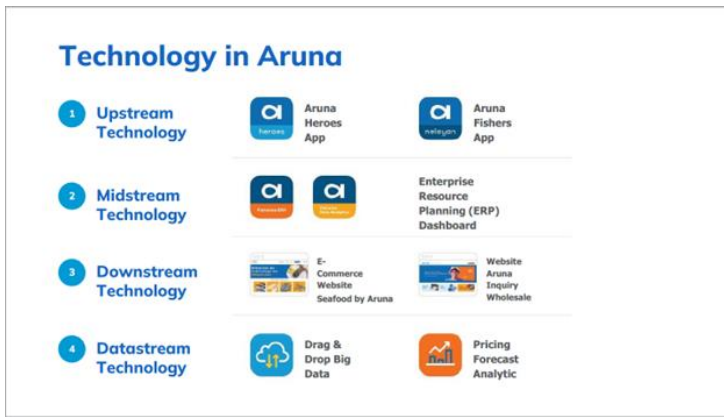 Technology in Aruna
1
Upstream
Technology
heroes
Aruna
Heroes
App
nelayan
Aruna
Fishers
App
2
Midstream
Technology
Enterprise
Resource
Planning (ERP)
Dashboard
3
Downstream
Technology
E-
Commerce
Website
Seafood by Aruna
Website
Aruna
Inquiry
Wholesale
4
Datastream
Technology
Drag &
Drop Big
Data
Pricing
Forecast
Analytic